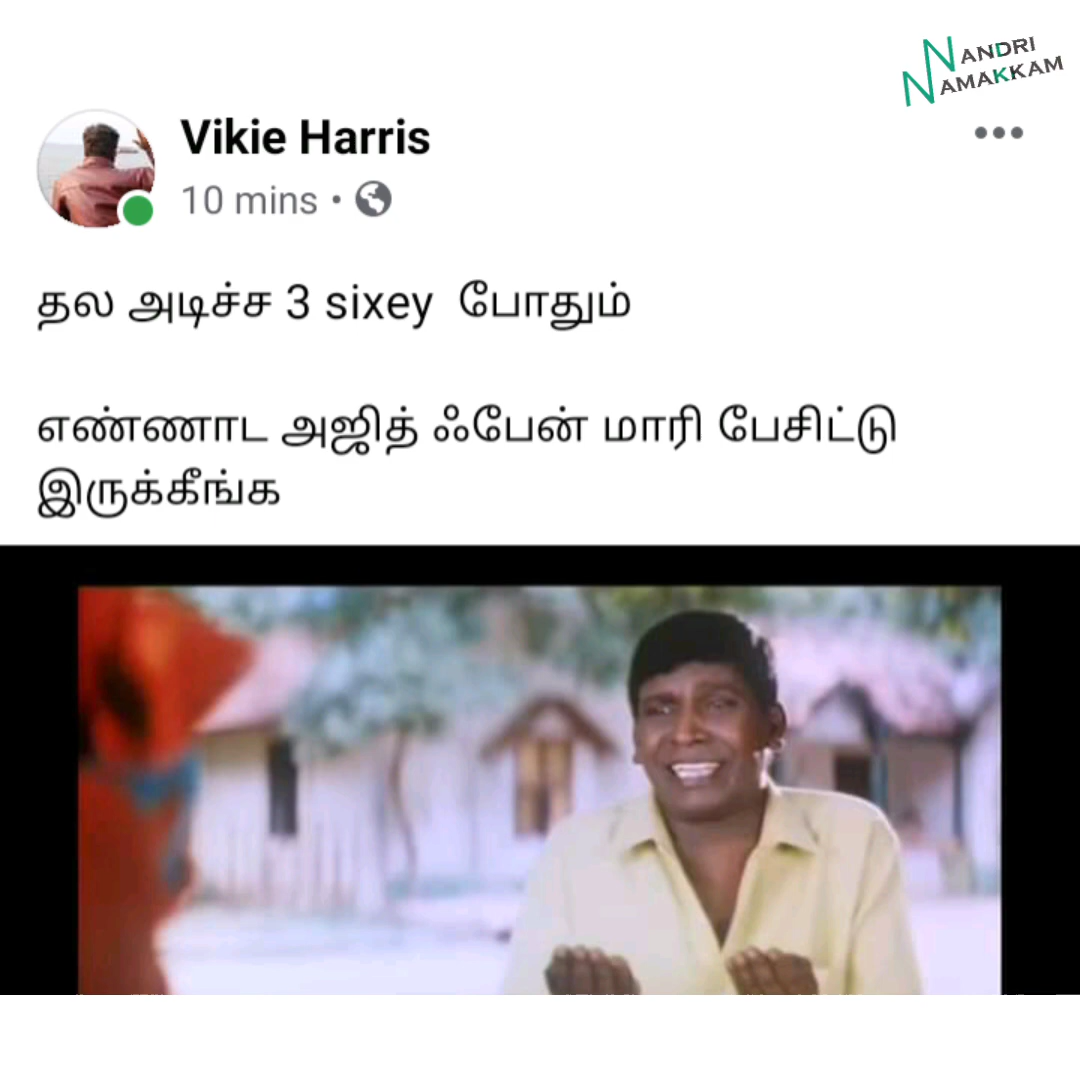 NANDRI
NAMAKKAM
Vikie Harris
10 mins •
தல அடிச்ச 3 sixey போதும்
எண்ணாட அஜித் ஃபேன் மாரி பேசிட்டு
இருக்கீங்க